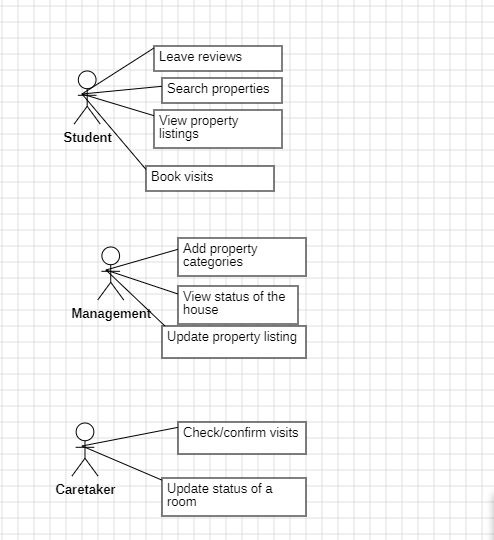 Leave reviews
Search properties
View property
listings
Student
Book visits
Add property
categories
View status of the
house
Management
Update property listing
Check/confirm visits
Caretaker
Update status of a
room